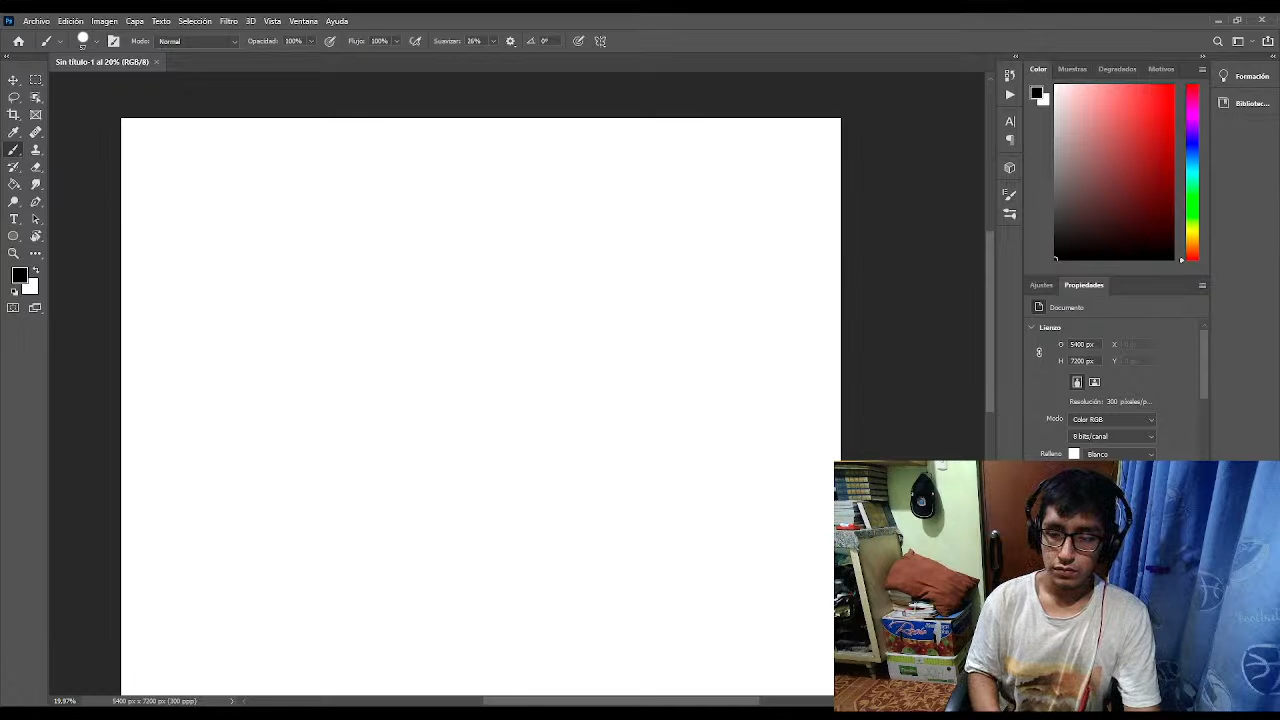 Ps Archivo Edición Imagen Capa Texto Selección Filtro 3D Vista Ventana Ayuda
Modo: Normal Opacidad: 100% Flujo: 100% Suavizar: 26% 0°
Sin título-1 al 20% (RGB/8) ×
Color Muestras Degradados Motivos
Formación
Bibliotec...
Ajustes Propiedades
Documento
Lienzo
5400 px X
H 7200 px Y
Resolución: 300 píxeles/p...
Modo Color RGB
8 bits/canal
Relleno Blanco
19,97% 5400 px x 7200 px (300 ppp)